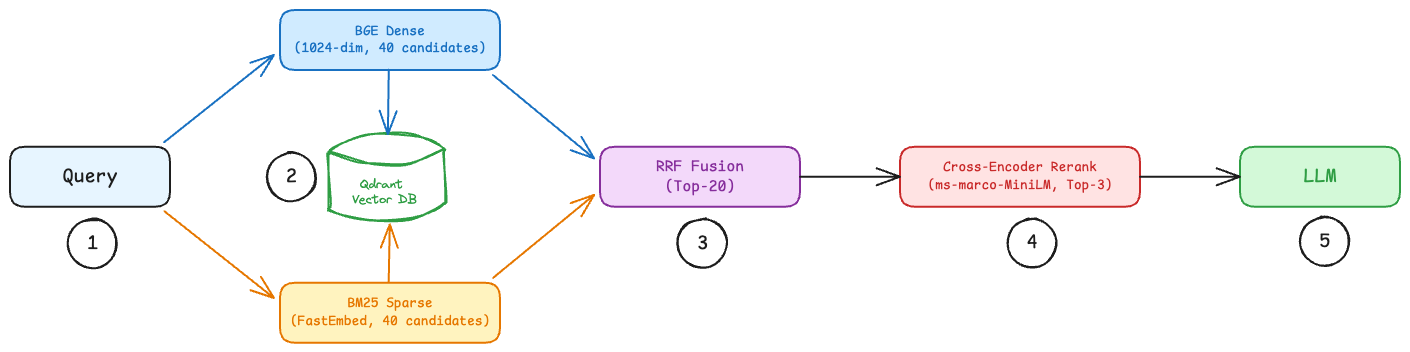 BGE Dense
(1024-dim, 40 candidates)
Query
2
Qdrant
Vector DB
RRF Fusion
(Top-20)
Cross-Encoder Rerank
(ms-marco-MiniLM, Top-3)
LLM
1
3
4
5
BM25 Sparse
(FastEmbed, 40 candidates)